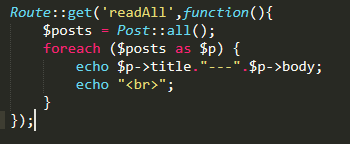 Route::get('readAll',function(){
    $posts = Post::all();
    foreach ($posts as $p) {
        echo $p->title."---".$p->body;
        echo "<br>";
    }
});